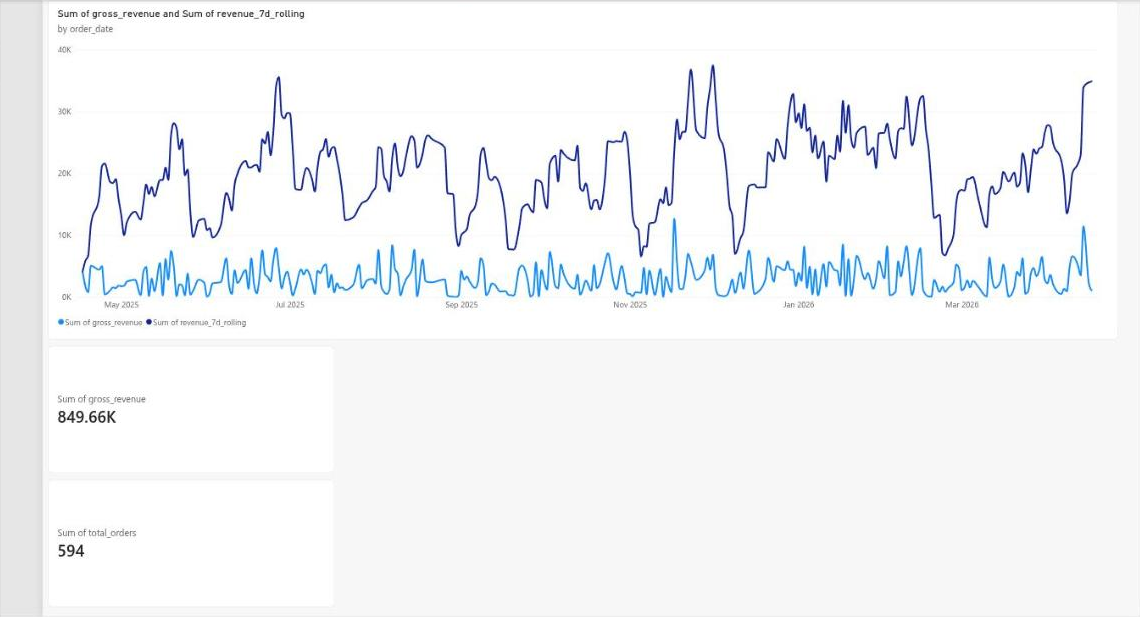 Sum of gross_revenue and Sum of revenue_7d_rolling
by order_date
40K
30K
20K
10K
0K
May 2025 Jul 2025 Sep 2025 Nov 2025 Jan 2026 Mar 2026
Sum of gross_revenue Sum of revenue_7d_rolling
Sum of gross_revenue
849.66K
Sum of total_orders
594